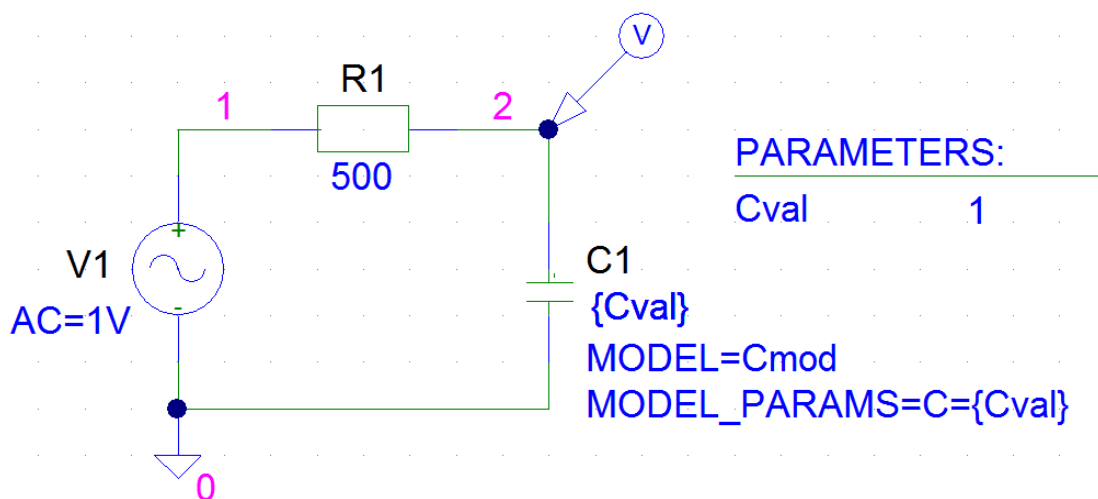 V
R1
1
2
500
PARAMETERS:
Cval 1
V1
+
-
AC=1V
C1
{Cval}
MODEL=Cmod
MODEL_PARAMS=C={Cval}
0